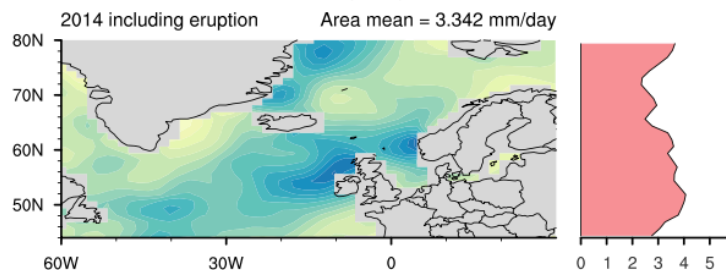 2014 including eruption Area mean = 3.342 mm/day
80N
70N
60N
50N
60W 30W 0 0 1 2 3 4 5